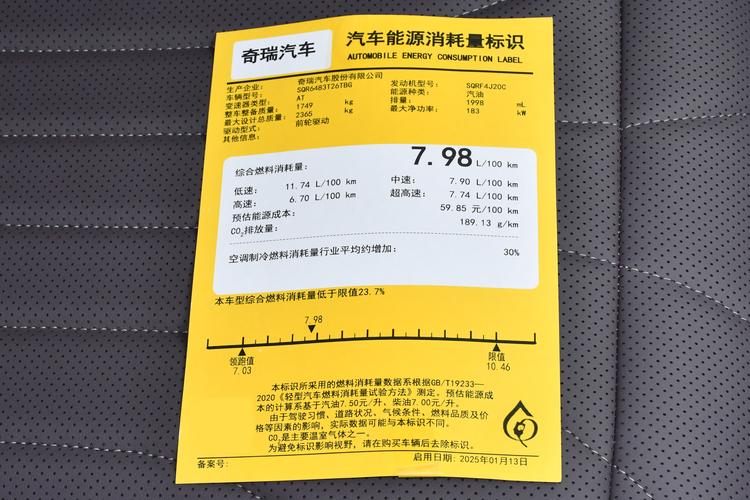 奇瑞汽车
汽车能源消耗量标识
AUTOMOBILE ENERGY CONSUMPTION LABEL
生产企业: 奇瑞汽车股份有限公司
车辆型号: SQR6483T26TBG 发动机型号: SQRF4J20C
变速器类型: AT 能源种类: 汽油
整车整备质量: 1749 kg 排量: 1998 mL
最大设计总质量: 2365 kg 最大净功率: 183 kW
驱动型式: 前轮驱动
其他信息:
综合燃料消耗量: 7.98 L/100 km
低速: 11.74 L/100 km 中速: 7.90 L/100 km
高速: 6.70 L/100 km 超高速: 7.74 L/100 km
预估能源成本: 59.85 元/100 km
CO₂排放量: 189.13 g/km
空调制冷燃料消耗量行业平均约增加: 30%
本车型综合燃料消耗量低于限值23.7%
7.98
领跑值 限值
7.03 10.46
本标识所采用的燃料消耗量数据系根据GB/T19233—
2020《轻型汽车燃料消耗量试验方法》测定。预估能源成
本的计算系基于汽油7.50元/升、柴油7.00元/升。
由于驾驶习惯、道路状况、气候条件、燃料品质及价
格等因素的影响，实际数据可能与本标识不同。
CO₂是主要温室气体之一。
为避免标识影响视野，请在购买车辆后去除标识。
备案号: 启用日期: 2025年01月13日